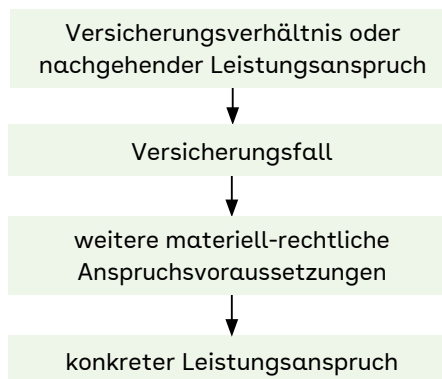 Versicherungsverhältnis oder
nachgehender Leistungsanspruch
Versicherungsfall
weitere materiell-rechtliche
Anspruchsvoraussetzungen
konkreter Leistungsanspruch